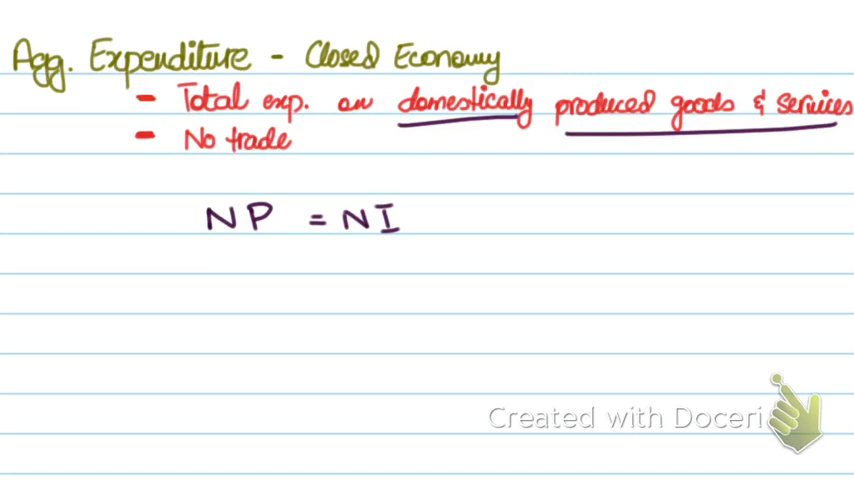 Agg. Expenditure - Closed Economy
- Total exp. on domestically produced goods & services
- No trade
NP = NI
Created with Doceri